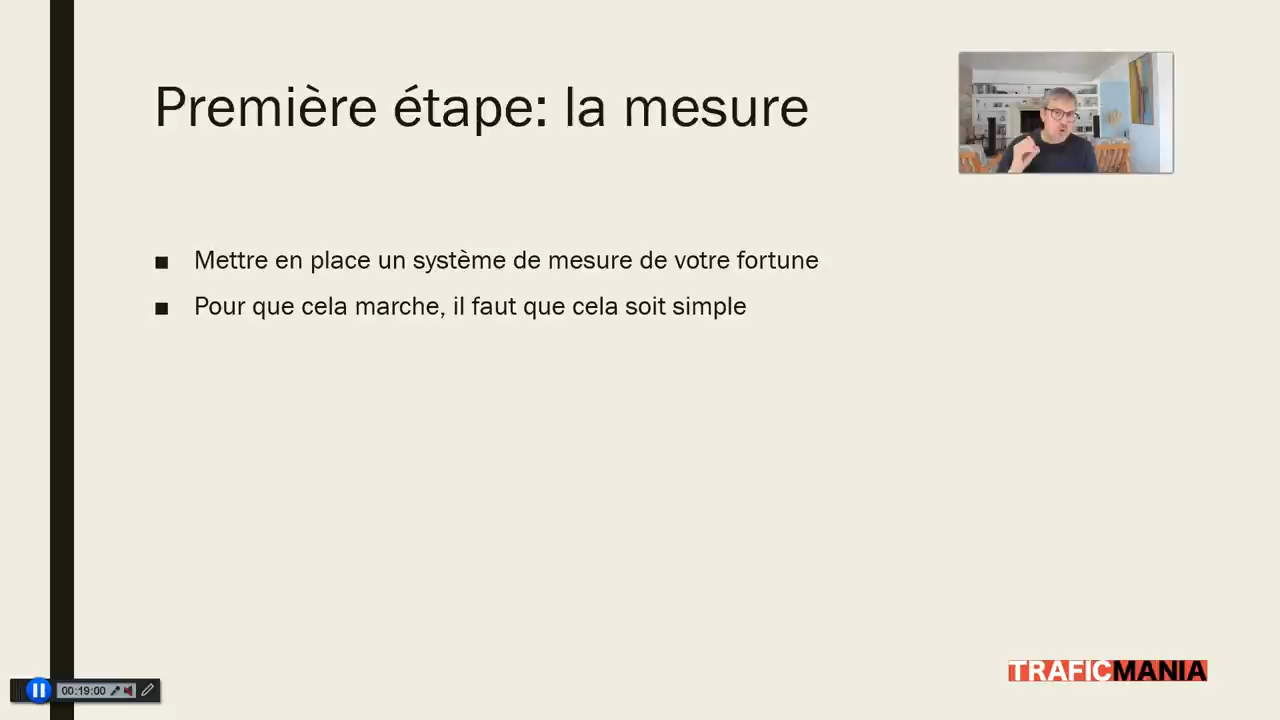 Première étape: la mesure
■ Mettre en place un système de mesure de votre fortune
■ Pour que cela marche, il faut que cela soit simple
TRAFICMANIA
00:19:00